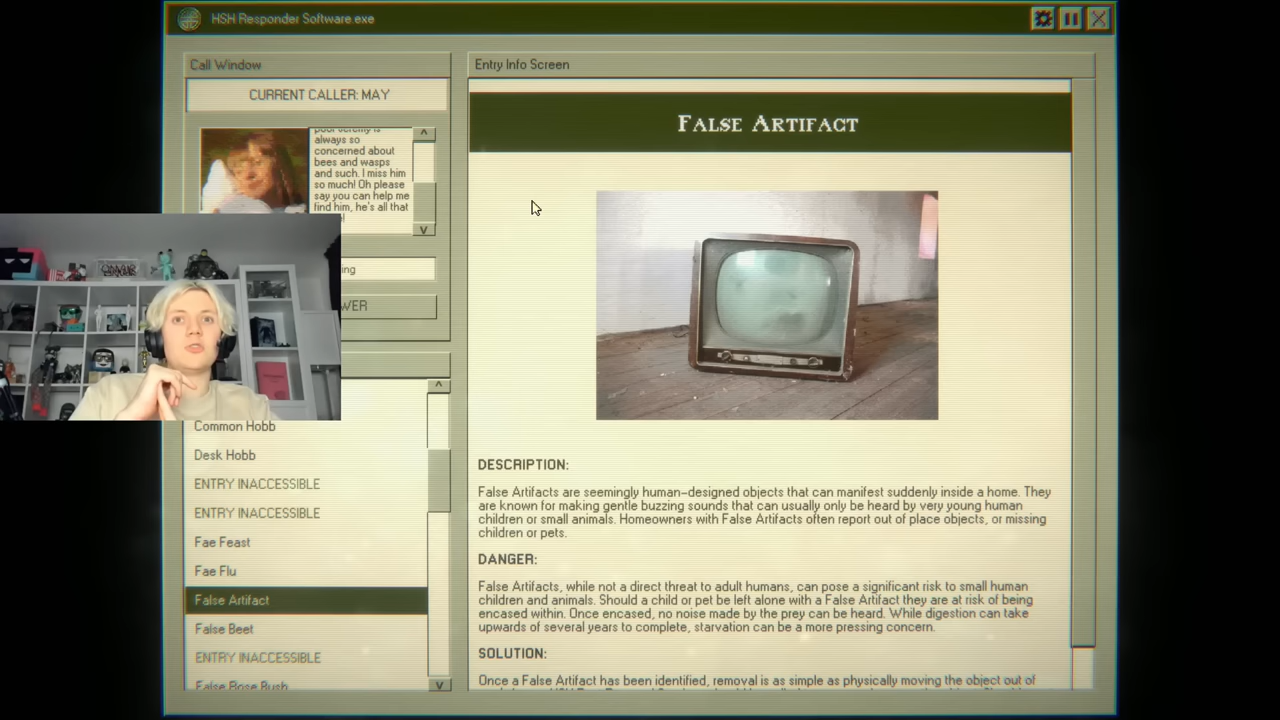 HSH Responder Software.exe
Call Window
CURRENT CALLER: MAY
always so
concerned about
bees and wasps
and such. I miss him
so much! Oh please
say you can help me
find him, he's all that
Common Hobb
Desk Hobb
ENTRY INACCESSIBLE
ENTRY INACCESSIBLE
Fae Feast
Fae Flu
False Artifact
False Beet
ENTRY INACCESSIBLE
False Rose Bush
Entry Info Screen
FALSE ARTIFACT
DESCRIPTION:
False Artifacts are seemingly human-designed objects that can manifest suddenly inside a home. They
are known for making gentle buzzing sounds that can usually only be heard by very young human
children or small animals. Homeowners with False Artifacts often report out of place objects, or missing
children or pets.
DANGER:
False Artifacts, while not a direct threat to adult humans, can pose a significant risk to small human
children and animals. Should a child or pet be left alone with a False Artifact they are at risk of being
encased within. Once encased, no noise made by the prey can be heard. While digestion can take
upwards of several years to complete, starvation can be a more pressing concern.
SOLUTION:
Once a False Artifact has been identified, removal is as simple as physically moving the object out of